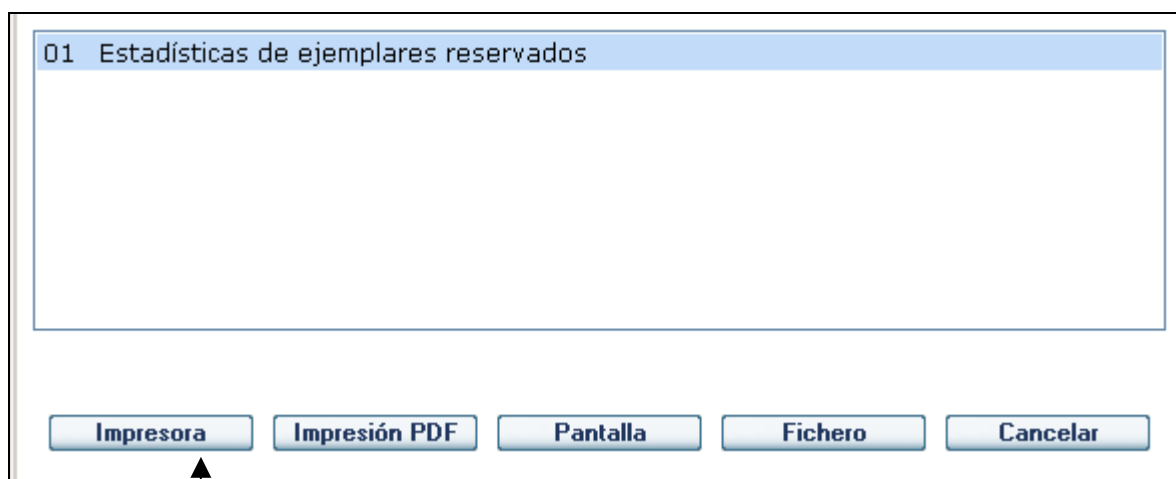 01 Estadísticas de ejemplares reservados
Impresora Impresión PDF Pantalla Fichero Cancelar